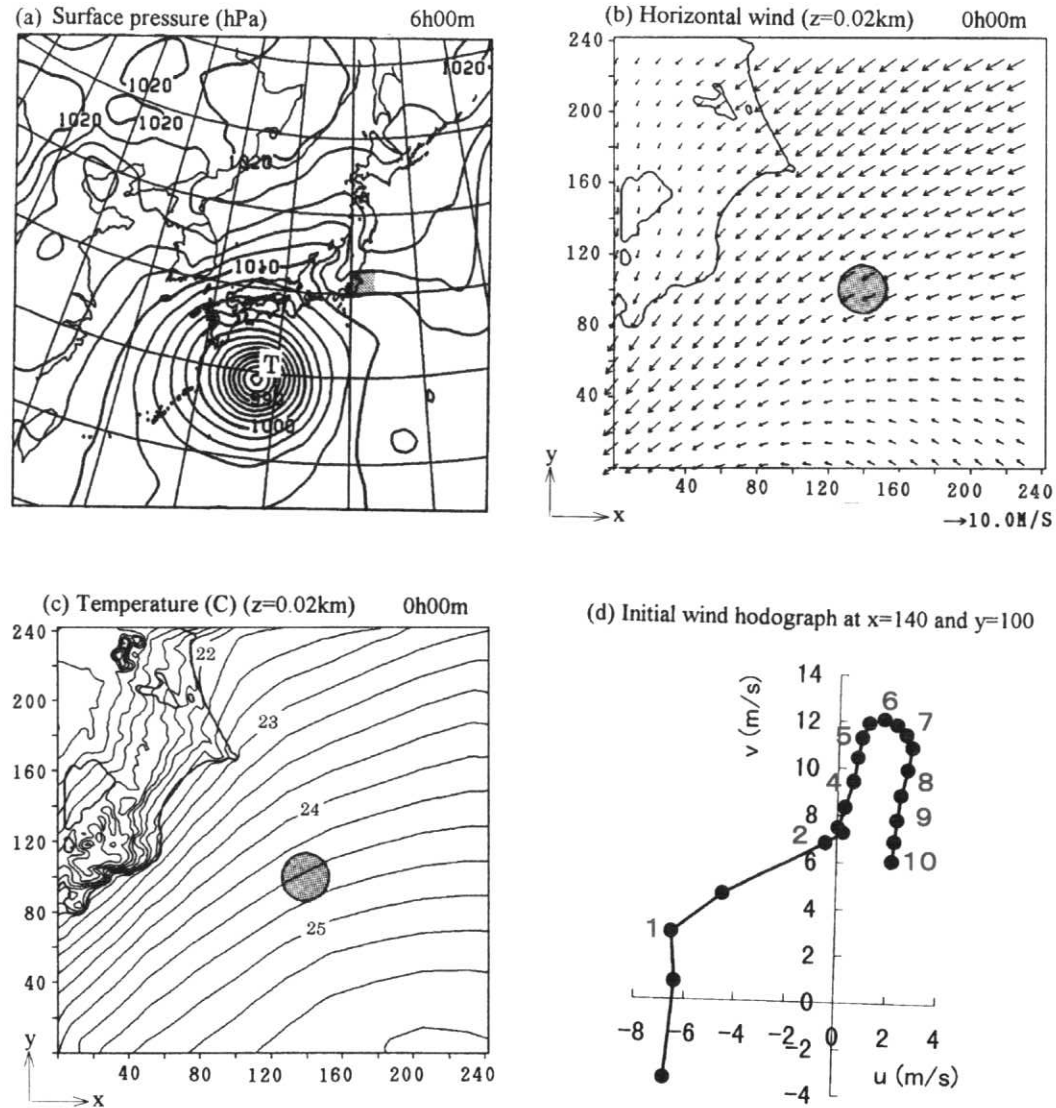 (a) Surface pressure (hPa) 6h00m
1020
1020
1020
1020
1020
1010
T
1000
(b) Horizontal wind (z=0.02km) 0h00m
240
200
160
120
80
40
y
x
40 80 120 160 200 240
→10.0M/S
(c) Temperature (C) (z=0.02km) 0h00m
240
200
160
120
80
40
22
23
24
25
y
x
40 80 120 160 200 240
(d) Initial wind hodograph at x=140 and y=100
v (m/s)
14
12
10
8
6
4
2
0
-2
-4
-8 -6 -4 -2 0 2 4
u (m/s)
1
2
4
5
6
7
8
9
10